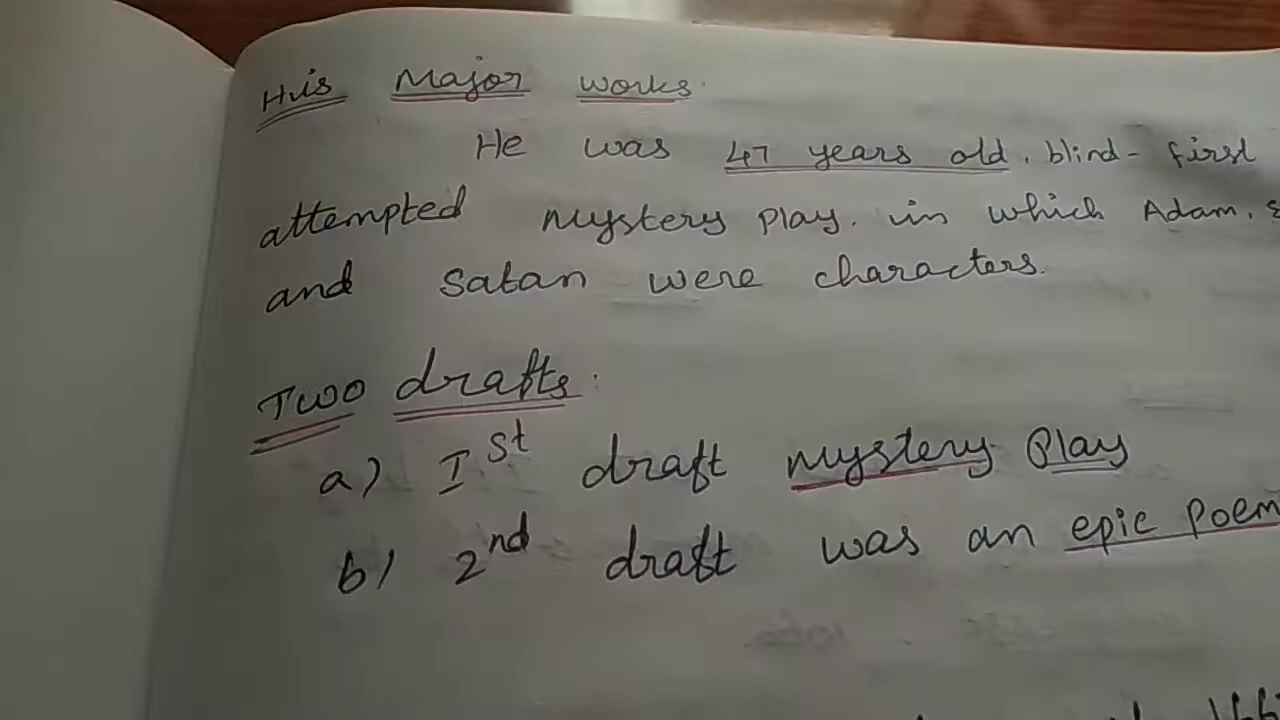 His Major works.
He was 47 years old, blind - first
attempted mystery play. in which Adam,
and Satan were characters.
Two drafts:
a) Ist draft mystery play
b) 2nd draft was an epic poem